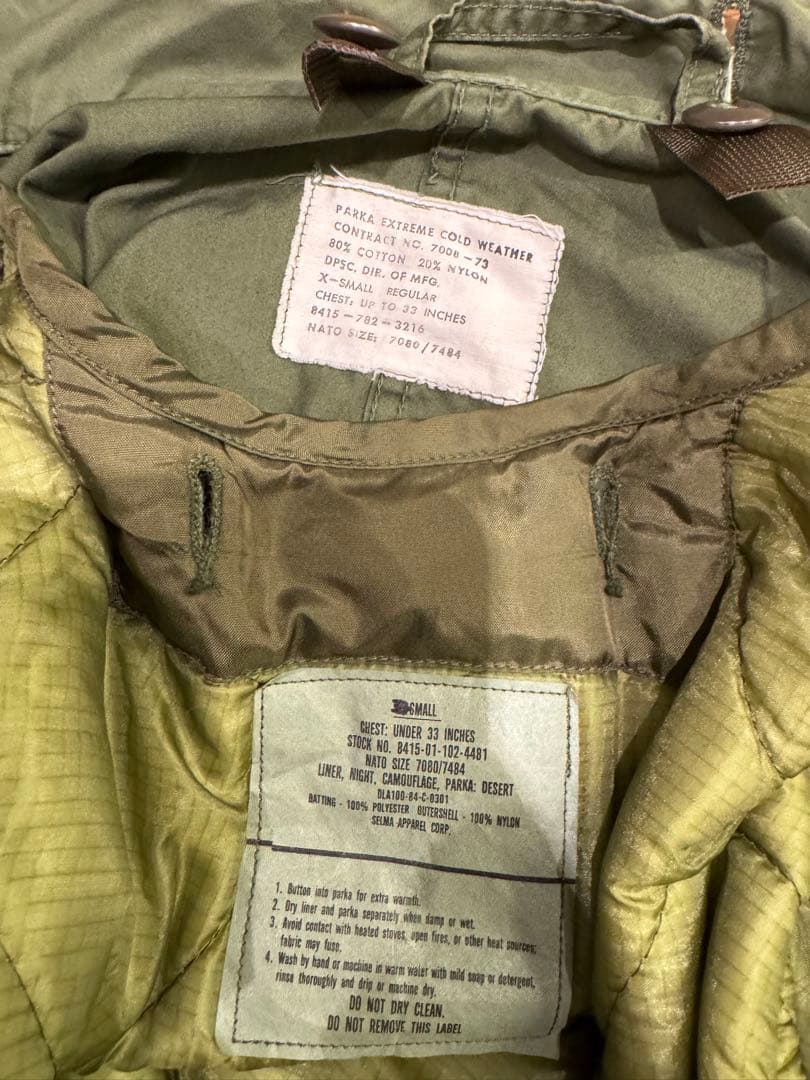 PARKA EXTREME COLD WEATHER
CONTRACT NO. 7008-73
80% COTTON 20% NYLON
DPSC, DIR. OF MFG.
X-SMALL REGULAR
CHEST: UP TO 33 INCHES
8415-782-3216
NATO SIZE: 7080/7484
SMALL
CHEST: UNDER 33 INCHES
STOCK NO. 8415-01-102-4481
NATO SIZE 7080/7484
LINER, NIGHT, CAMOUFLAGE, PARKA: DESERT
DLA100-84-C-0301
BATTING - 100% POLYESTER OUTERSHELL - 100% NYLON
SELMA APPAREL CORP.
1. Button into parka for extra warmth.
2. Dry liner and parka separately when damp or wet.
3. Avoid contact with heated stoves, open fires, or other heat sources;
fabric may fuse.
4. Wash by hand or machine in warm water with mild soap or detergent,
rinse thoroughly and drip or machine dry.
DO NOT DRY CLEAN.
DO NOT REMOVE THIS LABEL